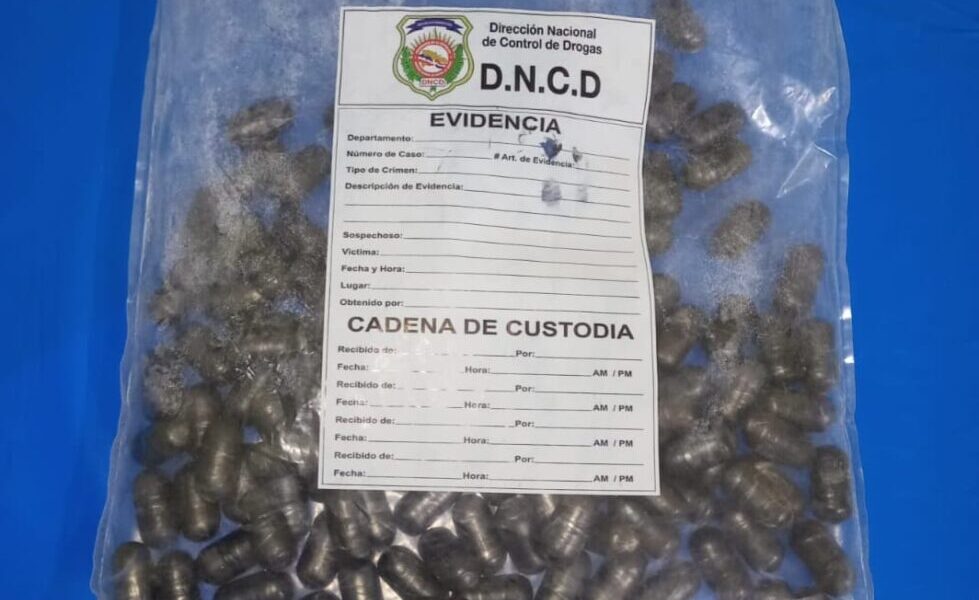 Dirección Nacional
de Control de Drogas
D.N.C.D
DNCD
EVIDENCIA
Departamento:
Número de Caso: # Art. de Evidencia:
Tipo de Crimen:
Descripción de Evidencia:
Sospechoso:
Victima:
Fecha y Hora:
Lugar:
Obtenido por:
CADENA DE CUSTODIA
Recibido de: Por:
Fecha: Hora: AM / PM
Recibido de: Por:
Fecha: Hora: AM / PM
Recibido de: Por:
Fecha: Hora: AM / PM
Recibido de: Por:
Fecha: Hora: AM / PM